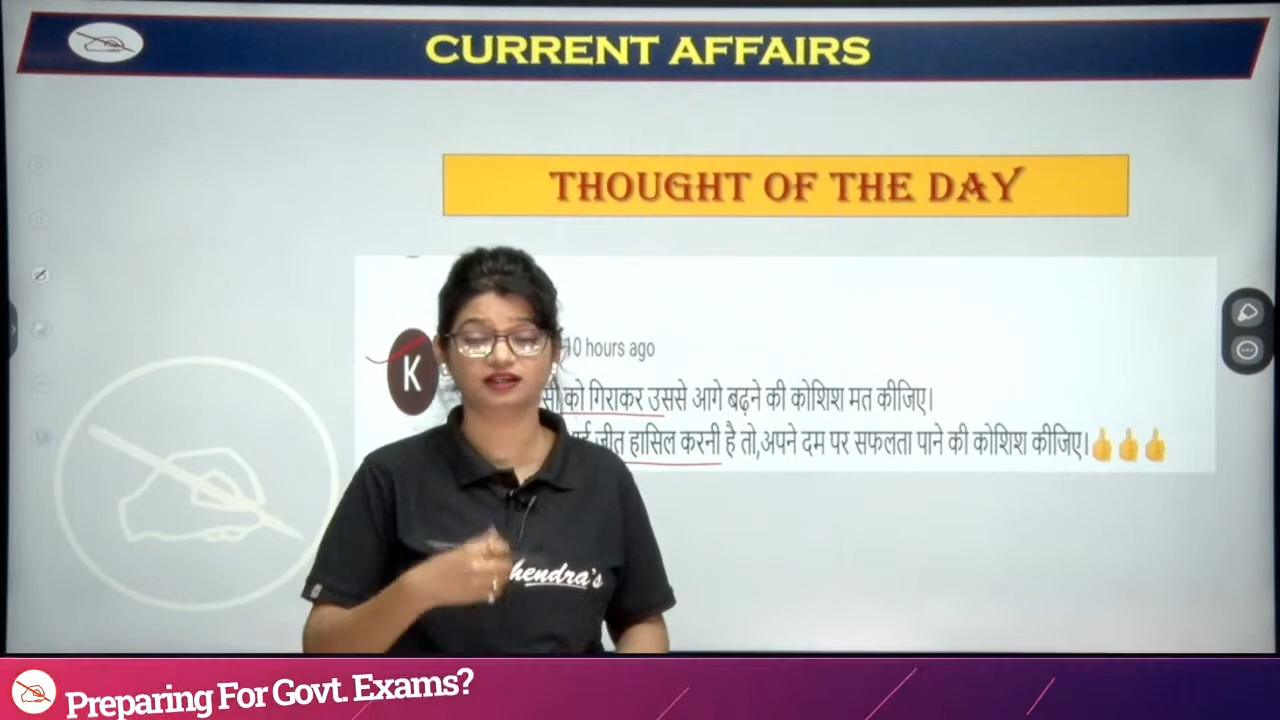 CURRENT AFFAIRS
THOUGHT OF THE DAY
K
10 hours ago
को गिराकर उससे आगे बढ़ने की कोशिश मत कीजिए।
जीत हासिल करनी है तो,अपने दम पर सफलता पाने की कोशिश कीजिए।👍👍👍
hendra's
Preparing For Govt. Exams?